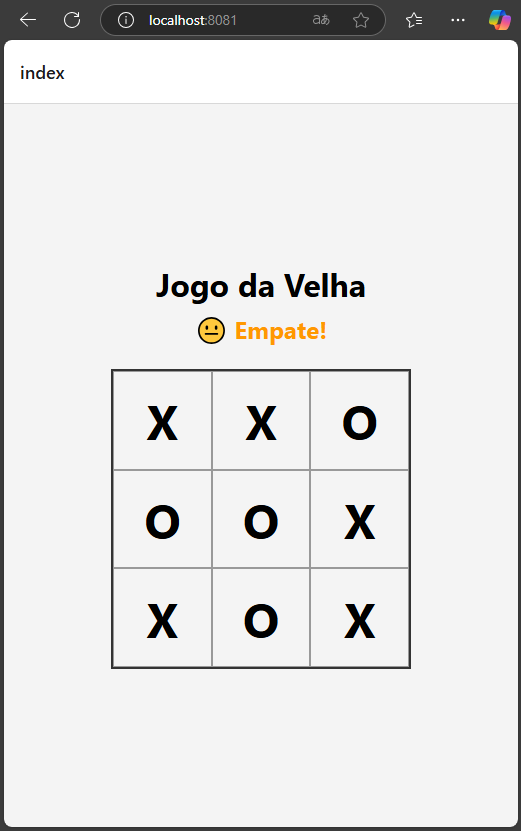 localhost:8081
index
Jogo da Velha
😐 Empate!
X X O
O O X
X O X